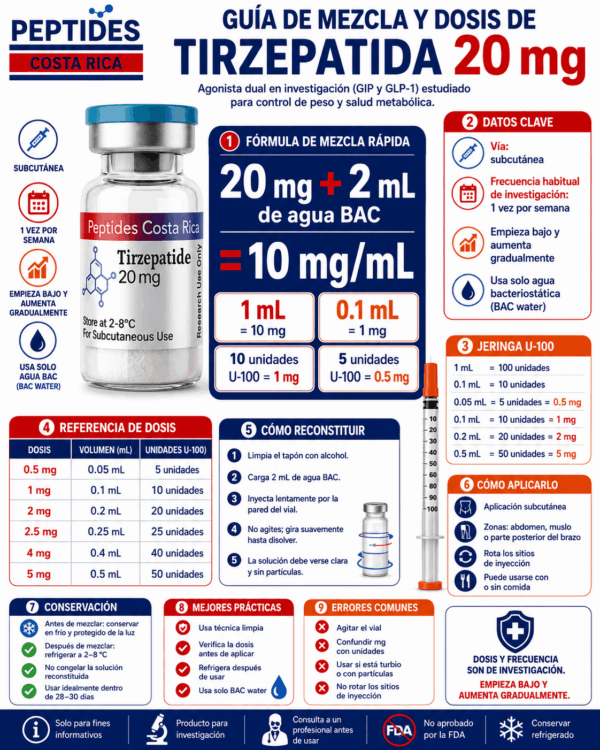 PEPTIDES
COSTA RICA
GUÍA DE MEZCLA Y DOSIS DE
TIRZEPATIDA 20 mg
Agonista dual en investigación (GIP y GLP-1) estudiado
para control de peso y salud metabólica.
SUBCUTÁNEA
1 VEZ POR
SEMANA
EMPIEZA BAJO Y
AUMENTA
GRADUALMENTE
USA SOLO
AGUA BAC
(BAC WATER)
Peptides Costa Rica
Tirzepatide
20 mg
Research Use Only
Store at 2-8°C
For Subcutaneous Use
1 FÓRMULA DE MEZCLA RÁPIDA
20 mg + 2 mL
de agua BAC
= 10 mg/mL
1 mL
= 10 mg
0.1 mL
= 1 mg
10 unidades
U-100 = 1 mg
5 unidades
U-100 = 0.5 mg
2 DATOS CLAVE
Vía:
subcutánea
Frecuencia habitual
de investigación:
1 vez por semana
Empieza bajo y
aumenta
gradualmente
Usa solo agua
bacteriostática
(BAC water)
3 JERINGA U-100
1 mL = 100 unidades
0.1 mL = 10 unidades
0.05 mL = 5 unidades = 0.5 mg
0.1 mL = 10 unidades = 1 mg
0.2 mL = 20 unidades = 2 mg
0.5 mL = 50 unidades = 5 mg
10
20
30
40
50
60
70
80
90
100
4 REFERENCIA DE DOSIS
DOSIS VOLUMEN (mL) UNIDADES U-100)
0.5 mg 0.05 mL 5 unidades
1 mg 0.1 mL 10 unidades
2 mg 0.2 mL 20 unidades
2.5 mg 0.25 mL 25 unidades
4 mg 0.4 mL 40 unidades
5 mg 0.5 mL 50 unidades
5 CÓMO RECONSTITUIR
1 Limpia el tapón con alcohol.
2 Carga 2 mL de agua BAC.
3 Inyecta lentamente por la
pared del vial.
4 No agites; gira suavemente
hasta disolver.
5 La solución debe verse clara
y sin partículas.
6 CÓMO APLICARLO
Aplicación subcutánea
Zonas: abdomen, muslo
o parte posterior del brazo
Rota los sitios
de inyección
Puede usarse con
o sin comida
7 CONSERVACIÓN
Antes de mezclar: conservar
en frío y protegido de la luz
Después de mezclar:
refrigerar a 2–8 °C
No congelar la solución
reconstituida
Usar idealmente dentro
de 28–30 días
8 MEJORES PRÁCTICAS
Usa técnica limpia
Verifica la dosis
antes de aplicar
Refrigera después
de usar
Usa solo BAC water
9 ERRORES COMUNES
Agitar el vial
Confundir mg
con unidades
Usar si está turbio
o con partículas
No rotar los sitios
de inyección
DOSIS Y FRECUENCIA
SON DE INVESTIGACIÓN.
EMPIEZA BAJO Y
AUMENTA GRADUALMENTE.
Solo para fines
informativos
Producto para
investigación
Consulta a un
profesional antes
de usar
FDA
No aprobado
por la FDA
Conservar
refrigerado